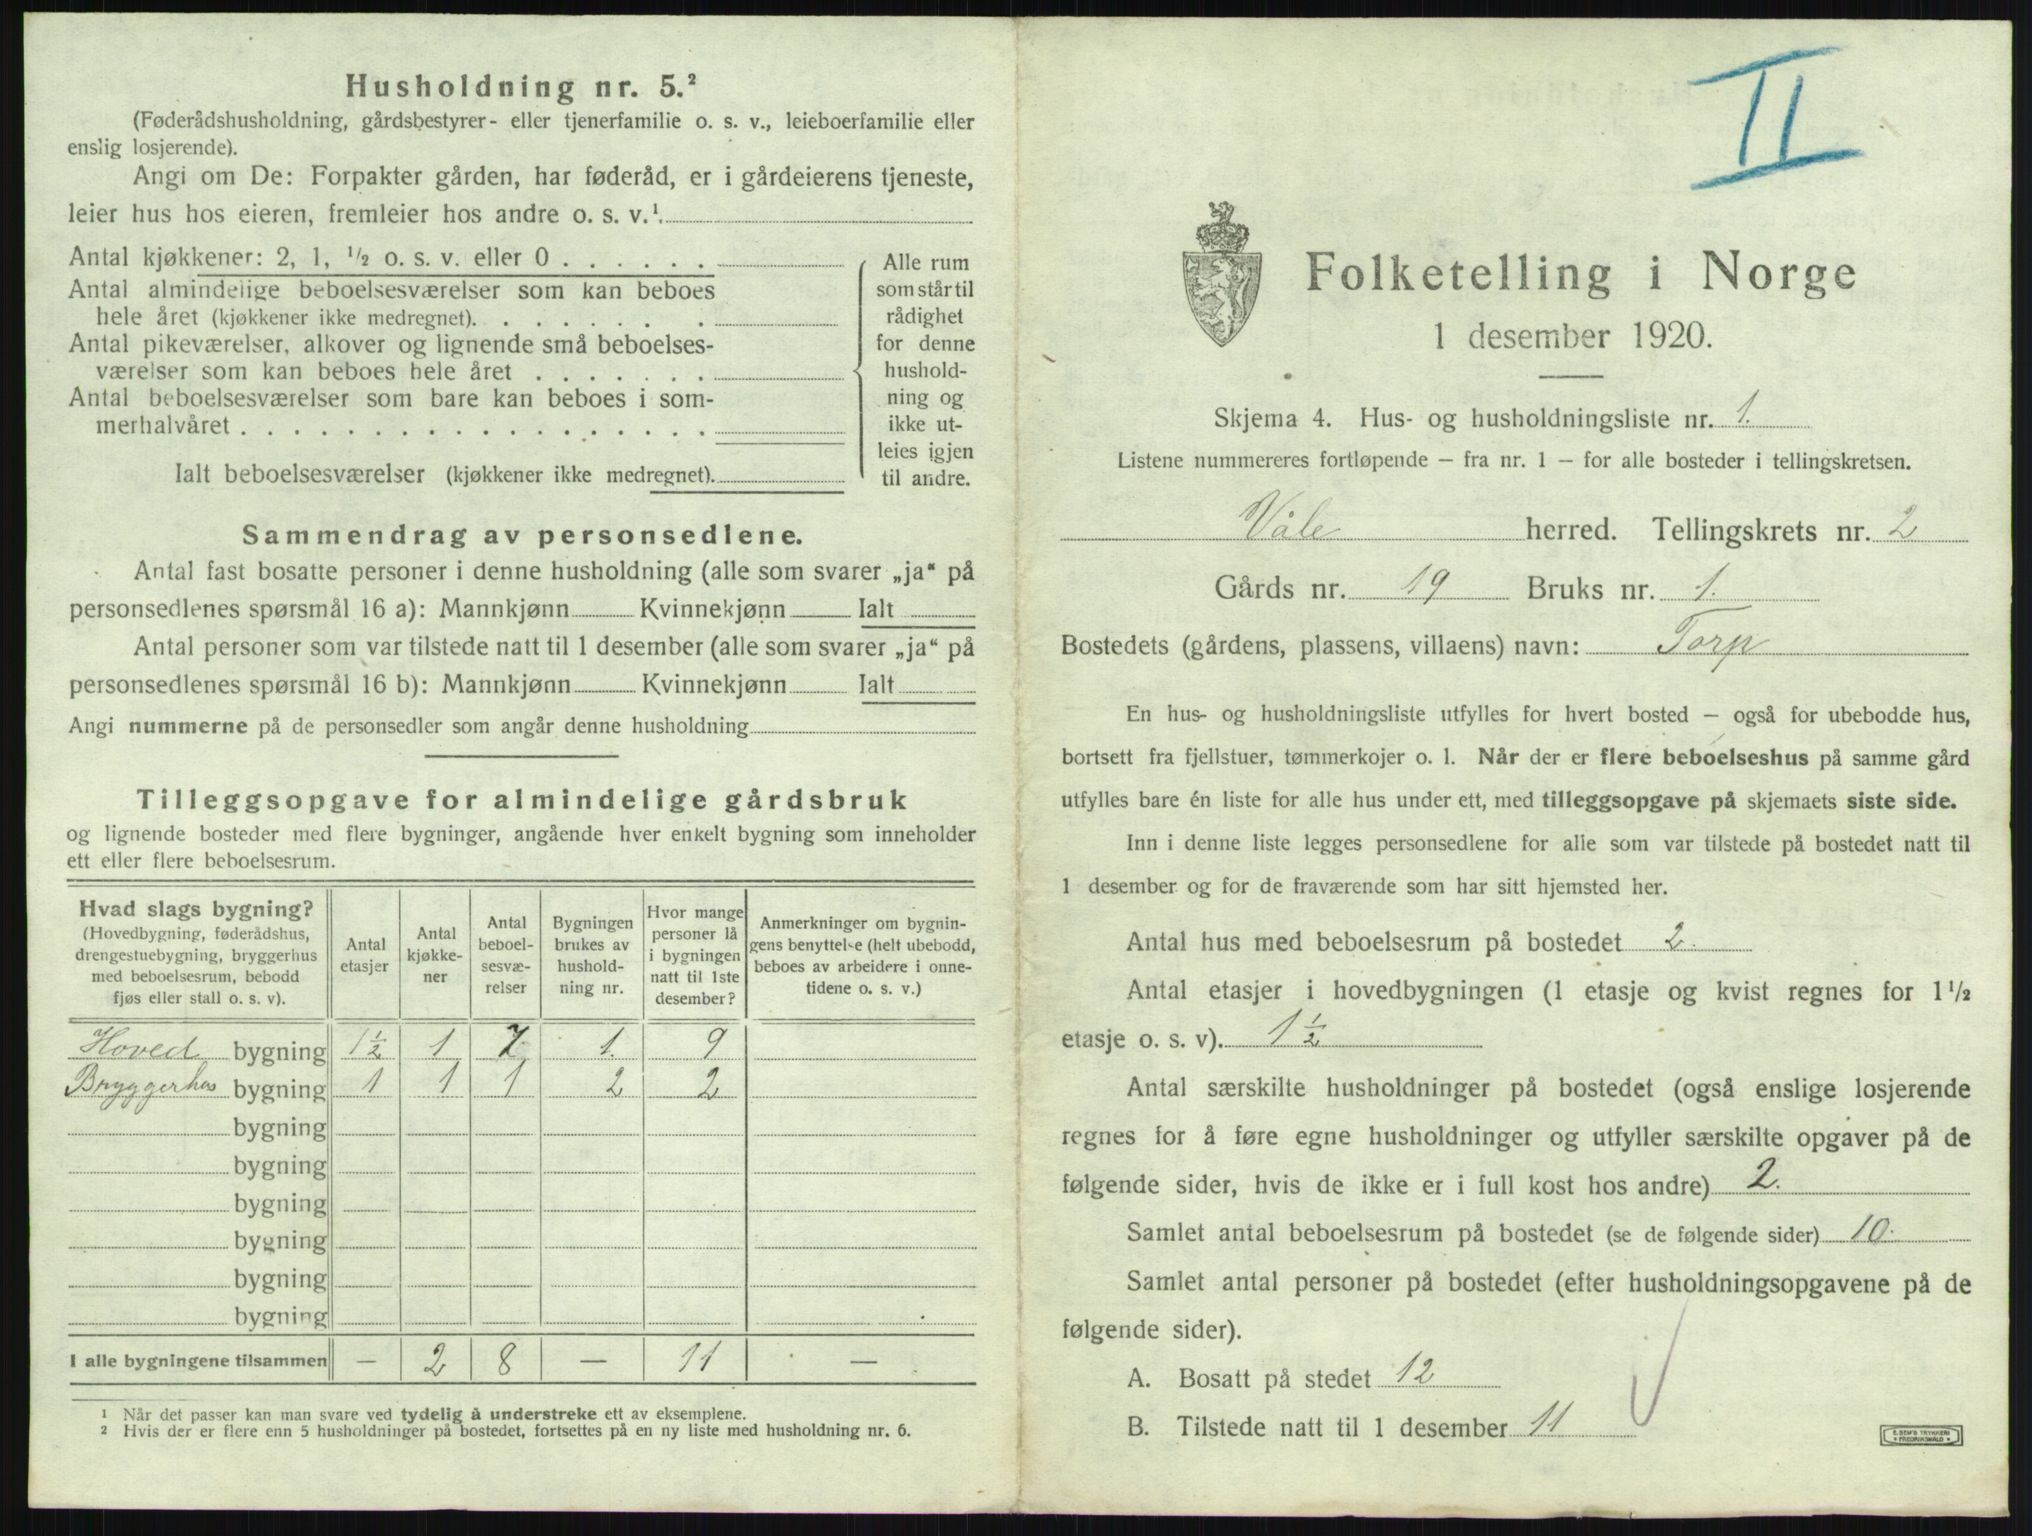 Husholdning nr. 5.²
(Føderådshusholdning, gårdsbestyrer- eller tjenerfamilie o. s. v., leieboerfamilie eller
enslig losjerende).
Angi om De: Forpakter gården, har føderåd, er i gårdeierens tjeneste,
leier hus hos eieren, fremleier hos andre o. s. v.¹
Antal kjøkkener: 2, 1, ½ o. s. v. eller 0 . . . . . .
Antal almindelige beboelsesværelser som kan beboes
hele året (kjøkkener ikke medregnet). . . . . . . .
Antal pikeværelser, alkover og lignende små beboelses-
værelser som kan beboes hele året . . . . . . .
Antal beboelsesværelser som bare kan beboes i som-
merhalvåret . . . . . . . . . . . . . . . . . .
Ialt beboelsesværelser (kjøkkener ikke medregnet).
Alle rum
som står til
rådighet
for denne
hushold-
ning og
ikke ut-
leies igjen
til andre.
Sammendrag av personsedlene.
Antal fast bosatte personer i denne husholdning (alle som svarer „ja“ på
personsedlenes spørsmål 16 a): Mannkjønn Kvinnekjønn Ialt
Antal personer som var tilstede natt til 1 desember (alle som svarer „ja“ på
personsedlenes spørsmål 16 b): Mannkjønn Kvinnekjønn Ialt
Angi nummerne på de personsedler som angår denne husholdning
Tilleggsopgave for almindelige gårdsbruk
og lignende bosteder med flere bygninger, angående hver enkelt bygning som inneholder
ett eller flere beboelsesrum.
Hvad slags bygning?
(Hovedbygning, føderådshus,
drengestuebygning, bryggerhus
med beboelsesrum, bebodd
fjøs eller stall o. s. v).
Antal
etasjer
Antal
kjøkke-
ner
Antal
beboel-
sesvæ-
relser
Bygningen
brukes av
hushold-
ning nr.
Hvor mange
personer lå
i bygningen
natt til 1ste
desember?
Anmerkninger om bygnin-
gens benyttelse (helt ubebodd,
beboes av arbeidere i onne-
tidene o. s. v.)
Hoved bygning 1½ 1 7 1. 9
Bryggerhus bygning 1 1 1 2 2
bygning
bygning
bygning
bygning
bygning
bygning
I alle bygningene tilsammen — 2 8 — 11 —
¹ Når det passer kan man svare ved tydelig å understreke ett av eksemplene.
² Hvis der er flere enn 5 husholdninger på bostedet, fortsettes på en ny liste med husholdning nr. 6.
II
Folketelling i Norge
1 desember 1920.
Skjema 4. Hus- og husholdningsliste nr. 1.
Listene nummereres fortløpende – fra nr. 1 – for alle bosteder i tellingskretsen.
Våle herred. Tellingskrets nr. 2
Gårds nr. 19 Bruks nr. 1.
Bostedets (gårdens, plassens, villaens) navn: Torp
En hus- og husholdningsliste utfylles for hvert bosted – også for ubebodde hus,
bortsett fra fjellstuer, tømmerkojer o. l. Når der er flere beboelseshus på samme gård
utfylles bare én liste for alle hus under ett, med tilleggsopgave på skjemaets siste side.
Inn i denne liste legges personsedlene for alle som var tilstede på bostedet natt til
1 desember og for de fraværende som har sitt hjemsted her.
Antal hus med beboelsesrum på bostedet 2.
Antal etasjer i hovedbygningen (1 etasje og kvist regnes for 1½
etasje o. s. v). 1½
Antal særskilte husholdninger på bostedet (også enslige losjerende
regnes for å føre egne husholdninger og utfyller særskilte opgaver på de
følgende sider, hvis de ikke er i full kost hos andre) 2.
Samlet antal beboelsesrum på bostedet (se de følgende sider) 10.
Samlet antal personer på bostedet (efter husholdningsopgavene på de
følgende sider).
A. Bosatt på stedet 12
B. Tilstede natt til 1 desember 11
E. SEM'S TRYKKERI
FREDRIKSHALD